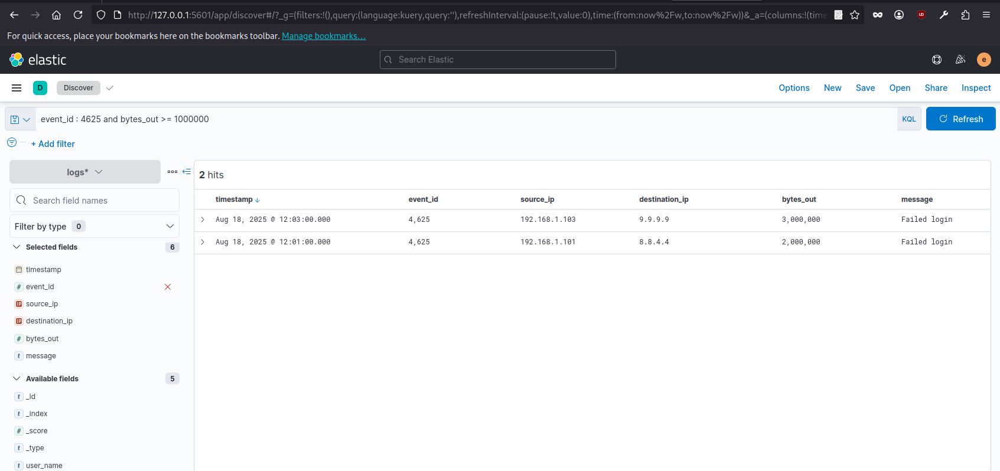 http://127.0.0.1:5601/app/discover#/?_g=(filters:!(),query:(language:kuery,query:''),refreshInterval:(pause:!t,value:0),time:(from:now%2Fw,to:now%2Fw))&_a=(columns:!(time
For quick access, place your bookmarks here on the bookmarks toolbar. Manage bookmarks...
elastic
Search Elastic
e
D
Discover
Options
New
Save
Open
Share
Inspect
event_id : 4625 and bytes_out >= 1000000
KQL
Refresh
+ Add filter
logs*
Search field names
Filter by type 0
Selected fields 6
timestamp
# event_id
IP source_ip
IP destination_ip
# bytes_out
t message
Available fields 5
t _id
t _index
# _score
t _type
t user_name
2 hits
timestamp event_id source_ip destination_ip bytes_out message
Aug 18, 2025 @ 12:03:00.000 4,625 192.168.1.103 9.9.9.9 3,000,000 Failed login
Aug 18, 2025 @ 12:01:00.000 4,625 192.168.1.101 8.8.4.4 2,000,000 Failed login